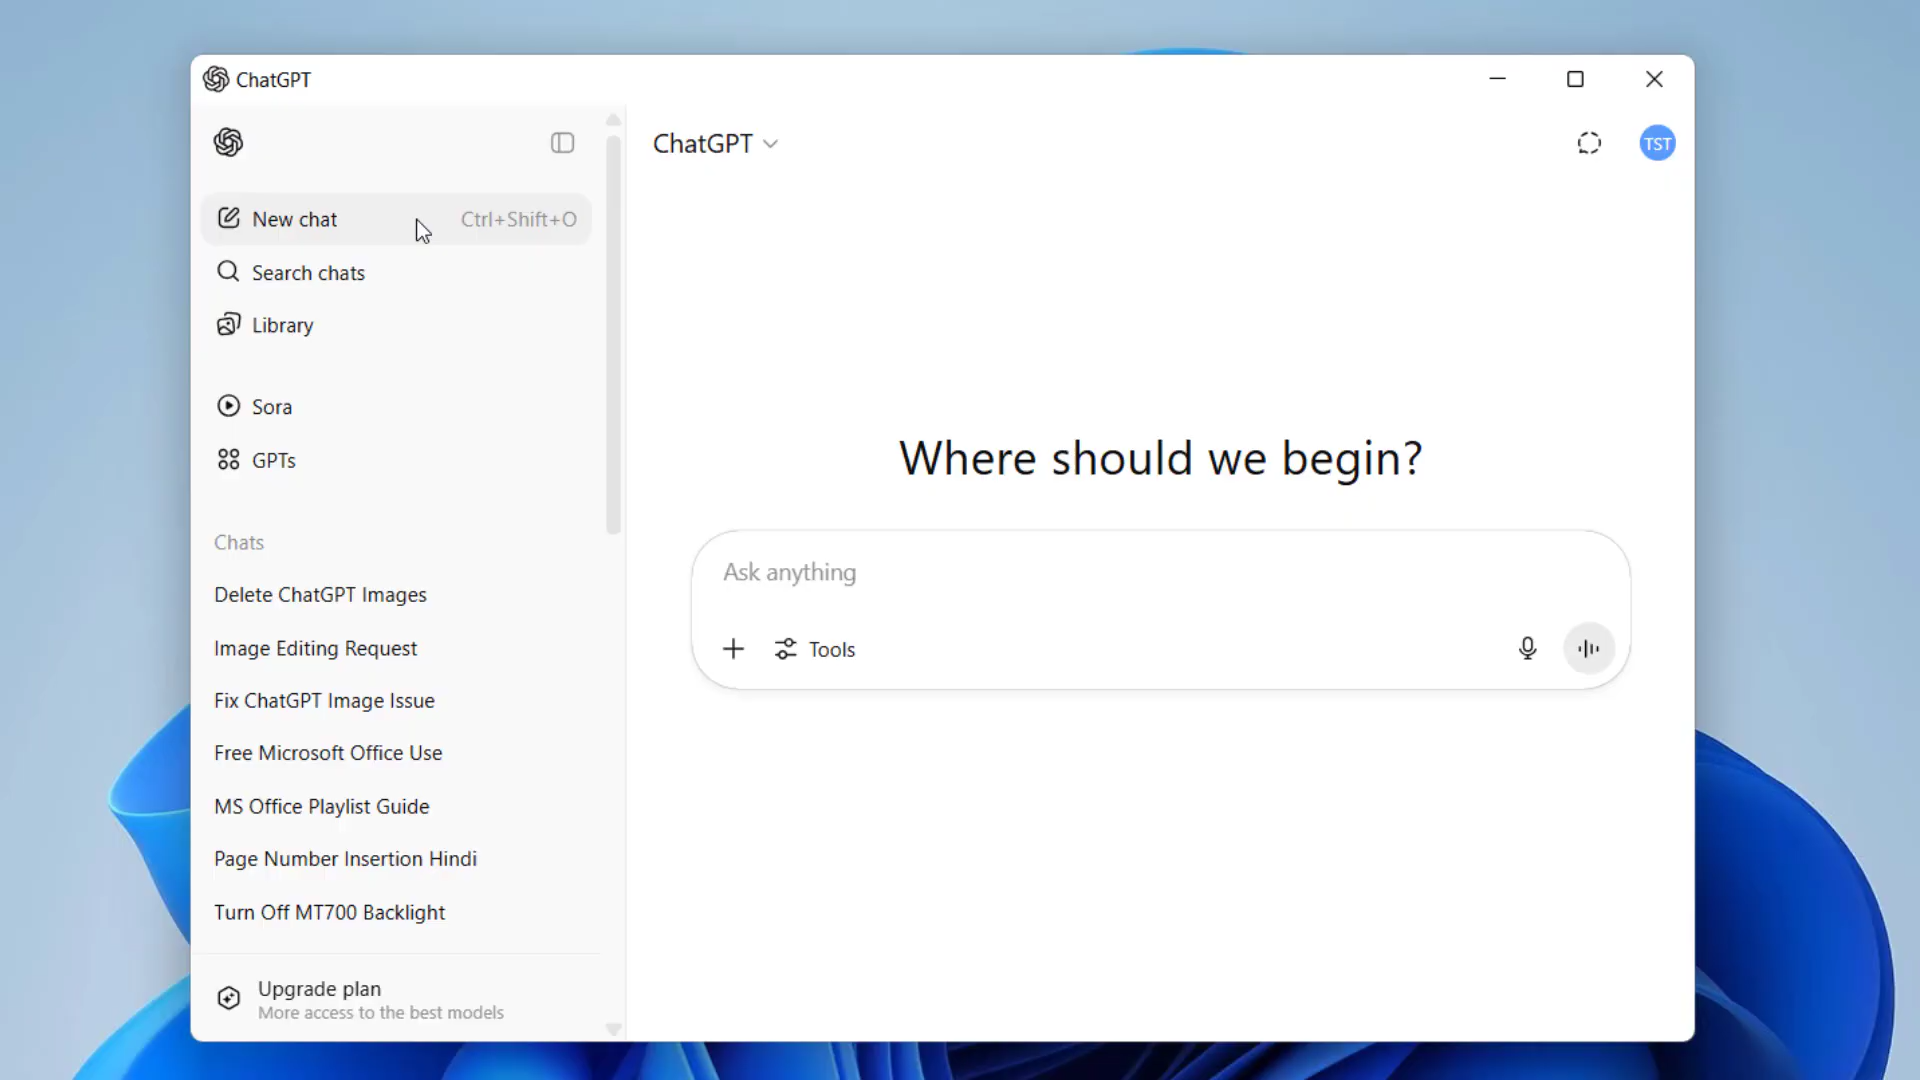 ChatGPT
ChatGPT
TST
New chat Ctrl+Shift+O
Search chats
Library
Sora
GPTs
Chats
Delete ChatGPT Images
Image Editing Request
Fix ChatGPT Image Issue
Free Microsoft Office Use
MS Office Playlist Guide
Page Number Insertion Hindi
Turn Off MT700 Backlight
Upgrade plan
More access to the best models
Where should we begin?
Ask anything
Tools